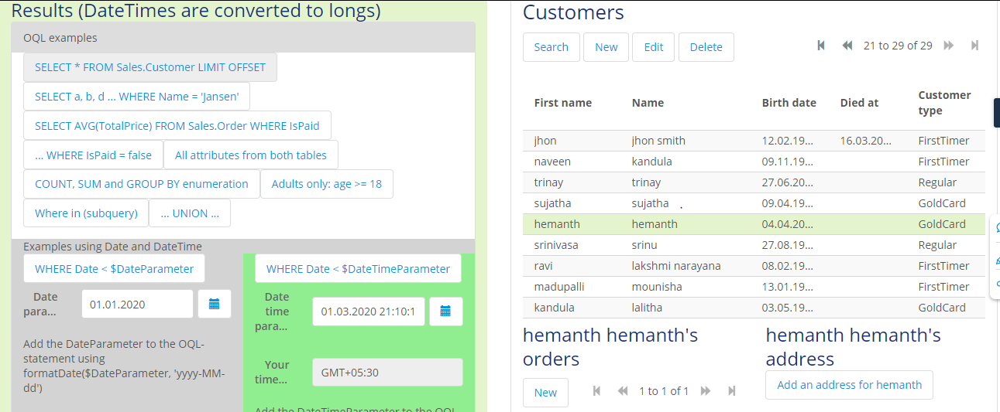 Results (DateTimes are converted to longs)
OQL examples
SELECT * FROM Sales.Customer LIMIT OFFSET
SELECT a, b, d ... WHERE Name = 'Jansen'
SELECT AVG(TotalPrice) FROM Sales.Order WHERE IsPaid
... WHERE IsPaid = false
All attributes from both tables
COUNT, SUM and GROUP BY enumeration
Adults only: age >= 18
Where in (subquery)
... UNION ...
Examples using Date and DateTime
WHERE Date < $DateParameter
Date
para...
01.01.2020
Add the DateParameter to the OQL-
statement using
formatDate($DateParameter, 'yyyy-MM-
dd')
WHERE Date < $DateTimeParameter
Date
time
para...
01.03.2020 21:10:1
Your
time...
GMT+05:30
Add the DateTimeParameter to the OQL-
Customers
Search New Edit Delete
21 to 29 of 29
First name Name Birth date Died at Customer
type
jhon jhon smith 12.02.19... 16.03.20... FirstTimer
naveen kandula 09.11.19... FirstTimer
trinay trinay 27.06.20... Regular
sujatha sujatha 09.04.19... GoldCard
hemanth hemanth 04.04.20... GoldCard
srinivasa srinu 27.08.19... Regular
ravi lakshmi narayana 08.02.19... FirstTimer
madupalli mounisha 13.01.19... FirstTimer
kandula lalitha 03.05.19... GoldCard
hemanth hemanth's
orders
New
1 to 1 of 1
hemanth hemanth's
address
Add an address for hemanth